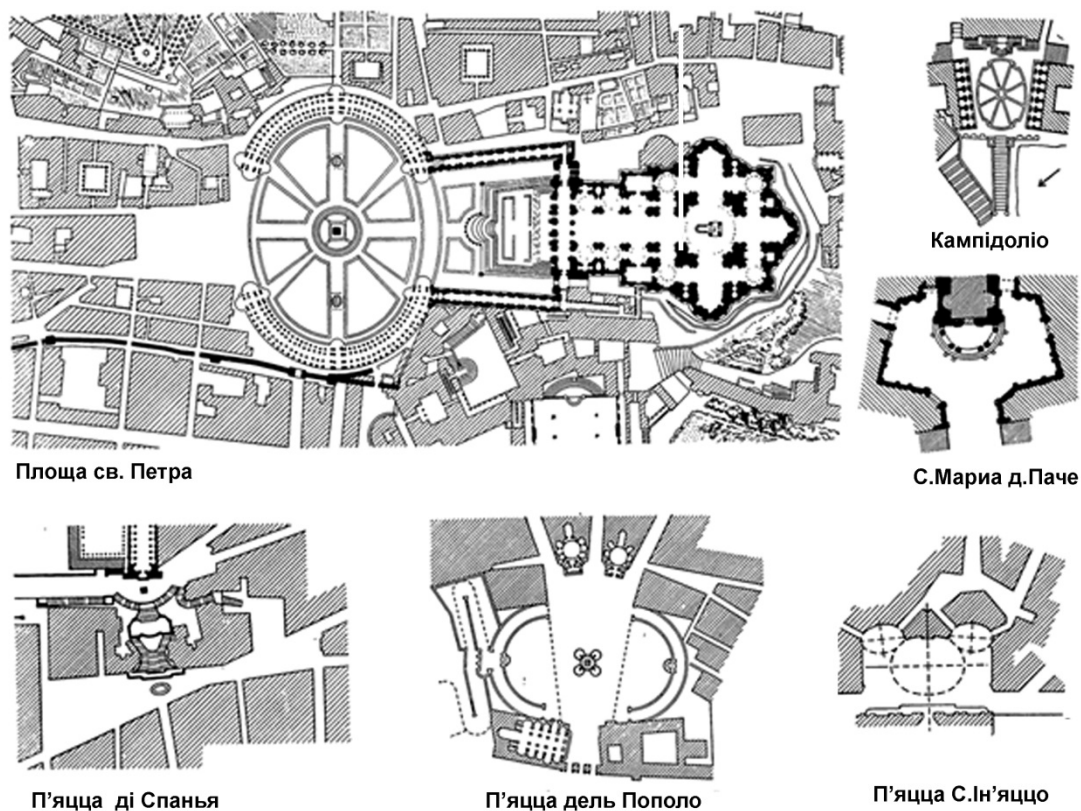 Кампідоліо
Площа св. Петра
С.Мариа д.Паче
П'яцца ді Спанья
П'яцца дель Пополо
П'яцца С.Ін'яццо